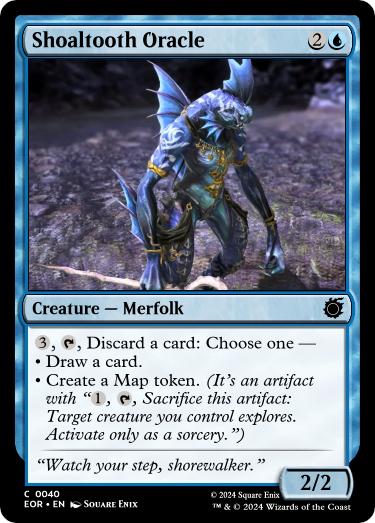 Shoaltooth Oracle 2
Creature — Merfolk
3, Discard a card: Choose one —
• Draw a card.
• Create a Map token. (It's an artifact
with “1, Sacrifice this artifact:
Target creature you control explores.
Activate only as a sorcery.”)
“Watch your step, shorewalker.”
2/2
C 0040
EOR • EN SQUARE ENIX
© 2024 Square Enix
™ & © 2024 Wizards of the Coast